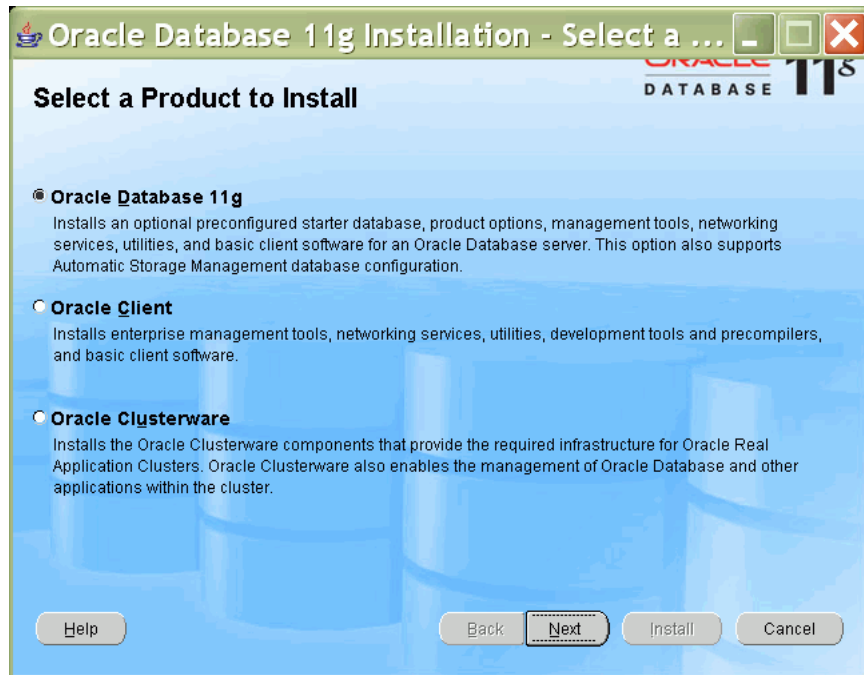 Oracle Database 11g Installation - Select a ...
ORACLE
DATABASE 11g
Select a Product to Install
Oracle Database 11g
Installs an optional preconfigured starter database, product options, management tools, networking
services, utilities, and basic client software for an Oracle Database server. This option also supports
Automatic Storage Management database configuration.
Oracle Client
Installs enterprise management tools, networking services, utilities, development tools and precompilers,
and basic client software.
Oracle Clusterware
Installs the Oracle Clusterware components that provide the required infrastructure for Oracle Real
Application Clusters. Oracle Clusterware also enables the management of Oracle Database and other
applications within the cluster.
Help Back Next Install Cancel